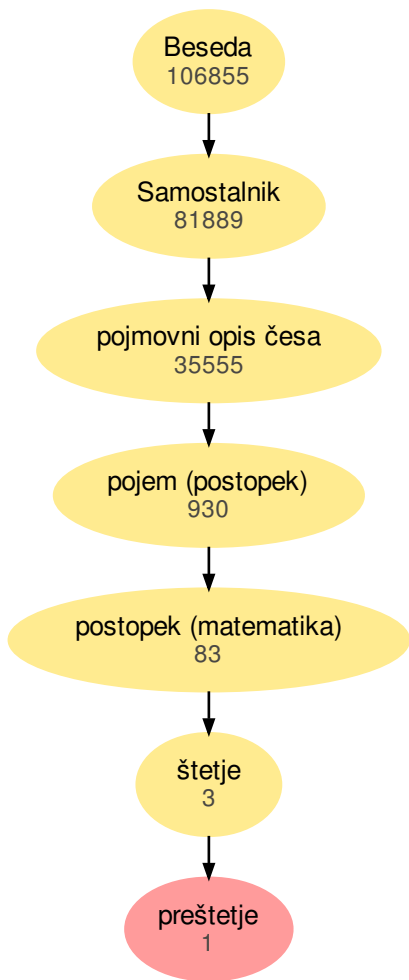 Beseda
106855
Samostalnik
81889
pojmovni opis česa
35555
pojem (postopek)
930
postopek (matematika)
83
štetje
3
preštetje
1